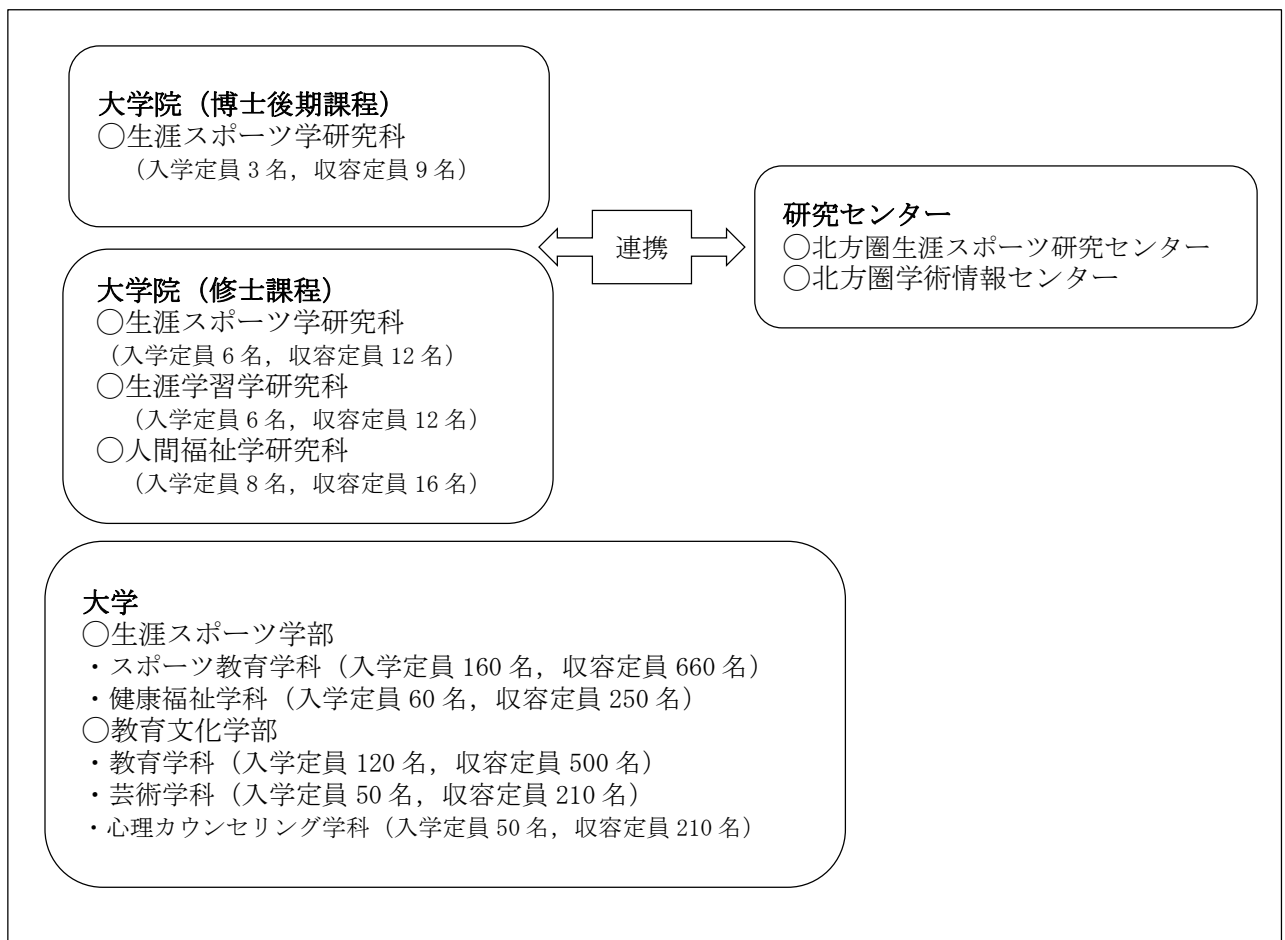 大学院（博士後期課程）
○生涯スポーツ学研究科
（入学定員 3 名，収容定員 9 名）
大学院（修士課程）
○生涯スポーツ学研究科
（入学定員 6 名，収容定員 12 名）
○生涯学習学研究科
（入学定員 6 名，収容定員 12 名）
○人間福祉学研究科
（入学定員 8 名，収容定員 16 名）
連携
研究センター
○北方圏生涯スポーツ研究センター
○北方圏学術情報センター
大学
○生涯スポーツ学部
・スポーツ教育学科（入学定員 160 名，収容定員 660 名）
・健康福祉学科（入学定員 60 名，収容定員 250 名）
○教育文化学部
・教育学科（入学定員 120 名，収容定員 500 名）
・芸術学科（入学定員 50 名，収容定員 210 名）
・心理カウンセリング学科（入学定員 50 名，収容定員 210 名）